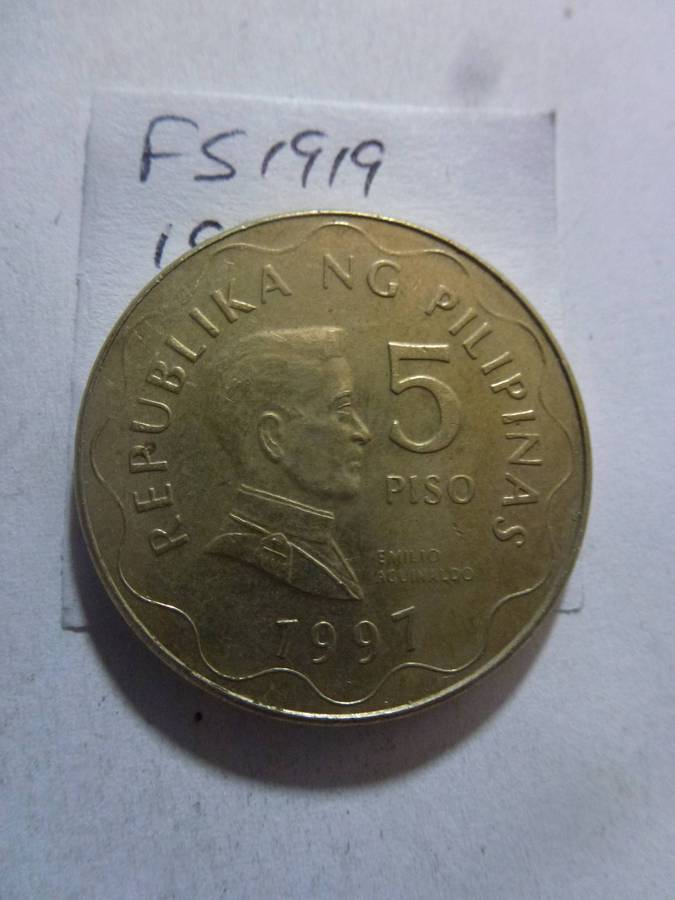 FS1919
REPUBLIKA NG PILIPINAS
5
PISO
EMILIO
AGUINALDO
1997